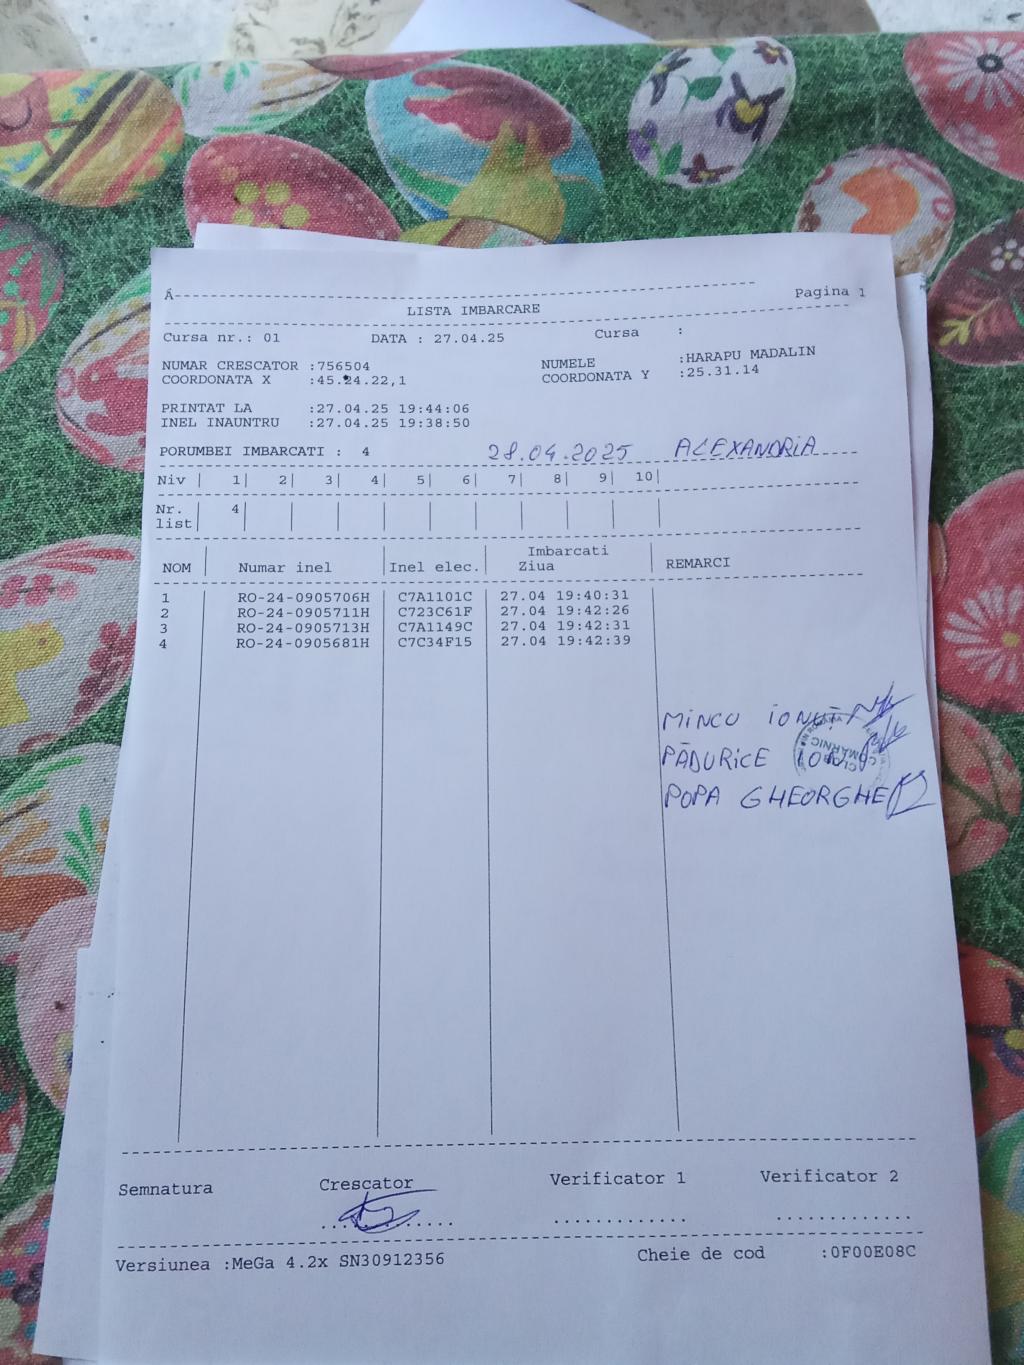 Á
Pagina 1
LISTA IMBARCARE
Cursa nr.: 01 DATA : 27.04.25 Cursa :
NUMAR CRESCATOR :756504 NUMELE :HARAPU MADALIN
COORDONATA X :45.24.22,1 COORDONATA Y :25.31.14
PRINTAT LA :27.04.25 19:44:06
INEL INAUNTRU :27.04.25 19:38:50
PORUMBEI IMBARCATI : 4 28.04.2025 ALEXANDRiA
Niv | 1| 2| 3| 4| 5| 6| 7| 8| 9| 10|
Nr. list | 4| | | | | | | | | |
NOM | Numar inel | Inel elec. | Imbarcati Ziua | REMARCI
1 RO-24-0905706H C7A1101C 27.04 19:40:31
2 RO-24-0905711H C723C61F 27.04 19:42:26
3 RO-24-0905713H C7A1149C 27.04 19:42:31
4 RO-24-0905681H C7C34F15 27.04 19:42:39
MINCU IONUȚ
PĂDURICE ION
POPA GHEORGHE
Semnatura Crescator Verificator 1 Verificator 2
Versiunea :MeGa 4.2x SN30912356 Cheie de cod :0F00E08C